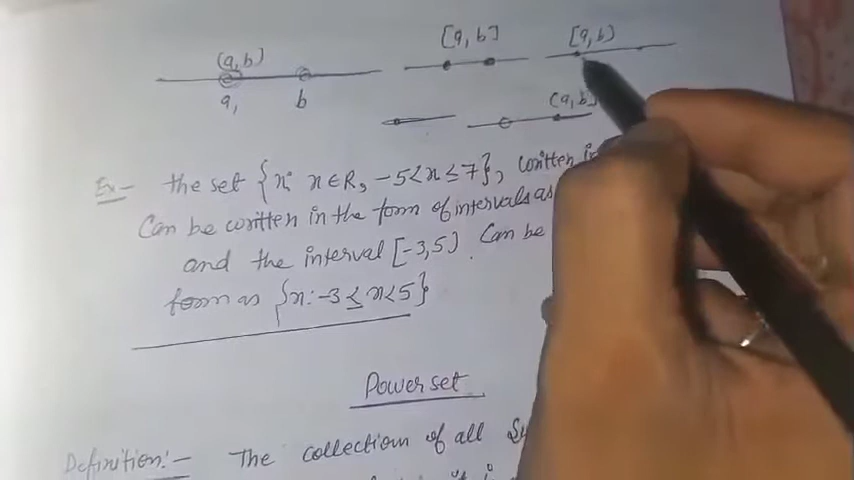 (a,b) [a,b] [a,b)
a, b (a,b]
Ex- the set {x: x∈R, -5<x≤7}, written in
Can be written in the form of intervals as
and the interval [-3,5). Can be
form as {x: -3≤x<5}
Power set
Definition:- The collection of all